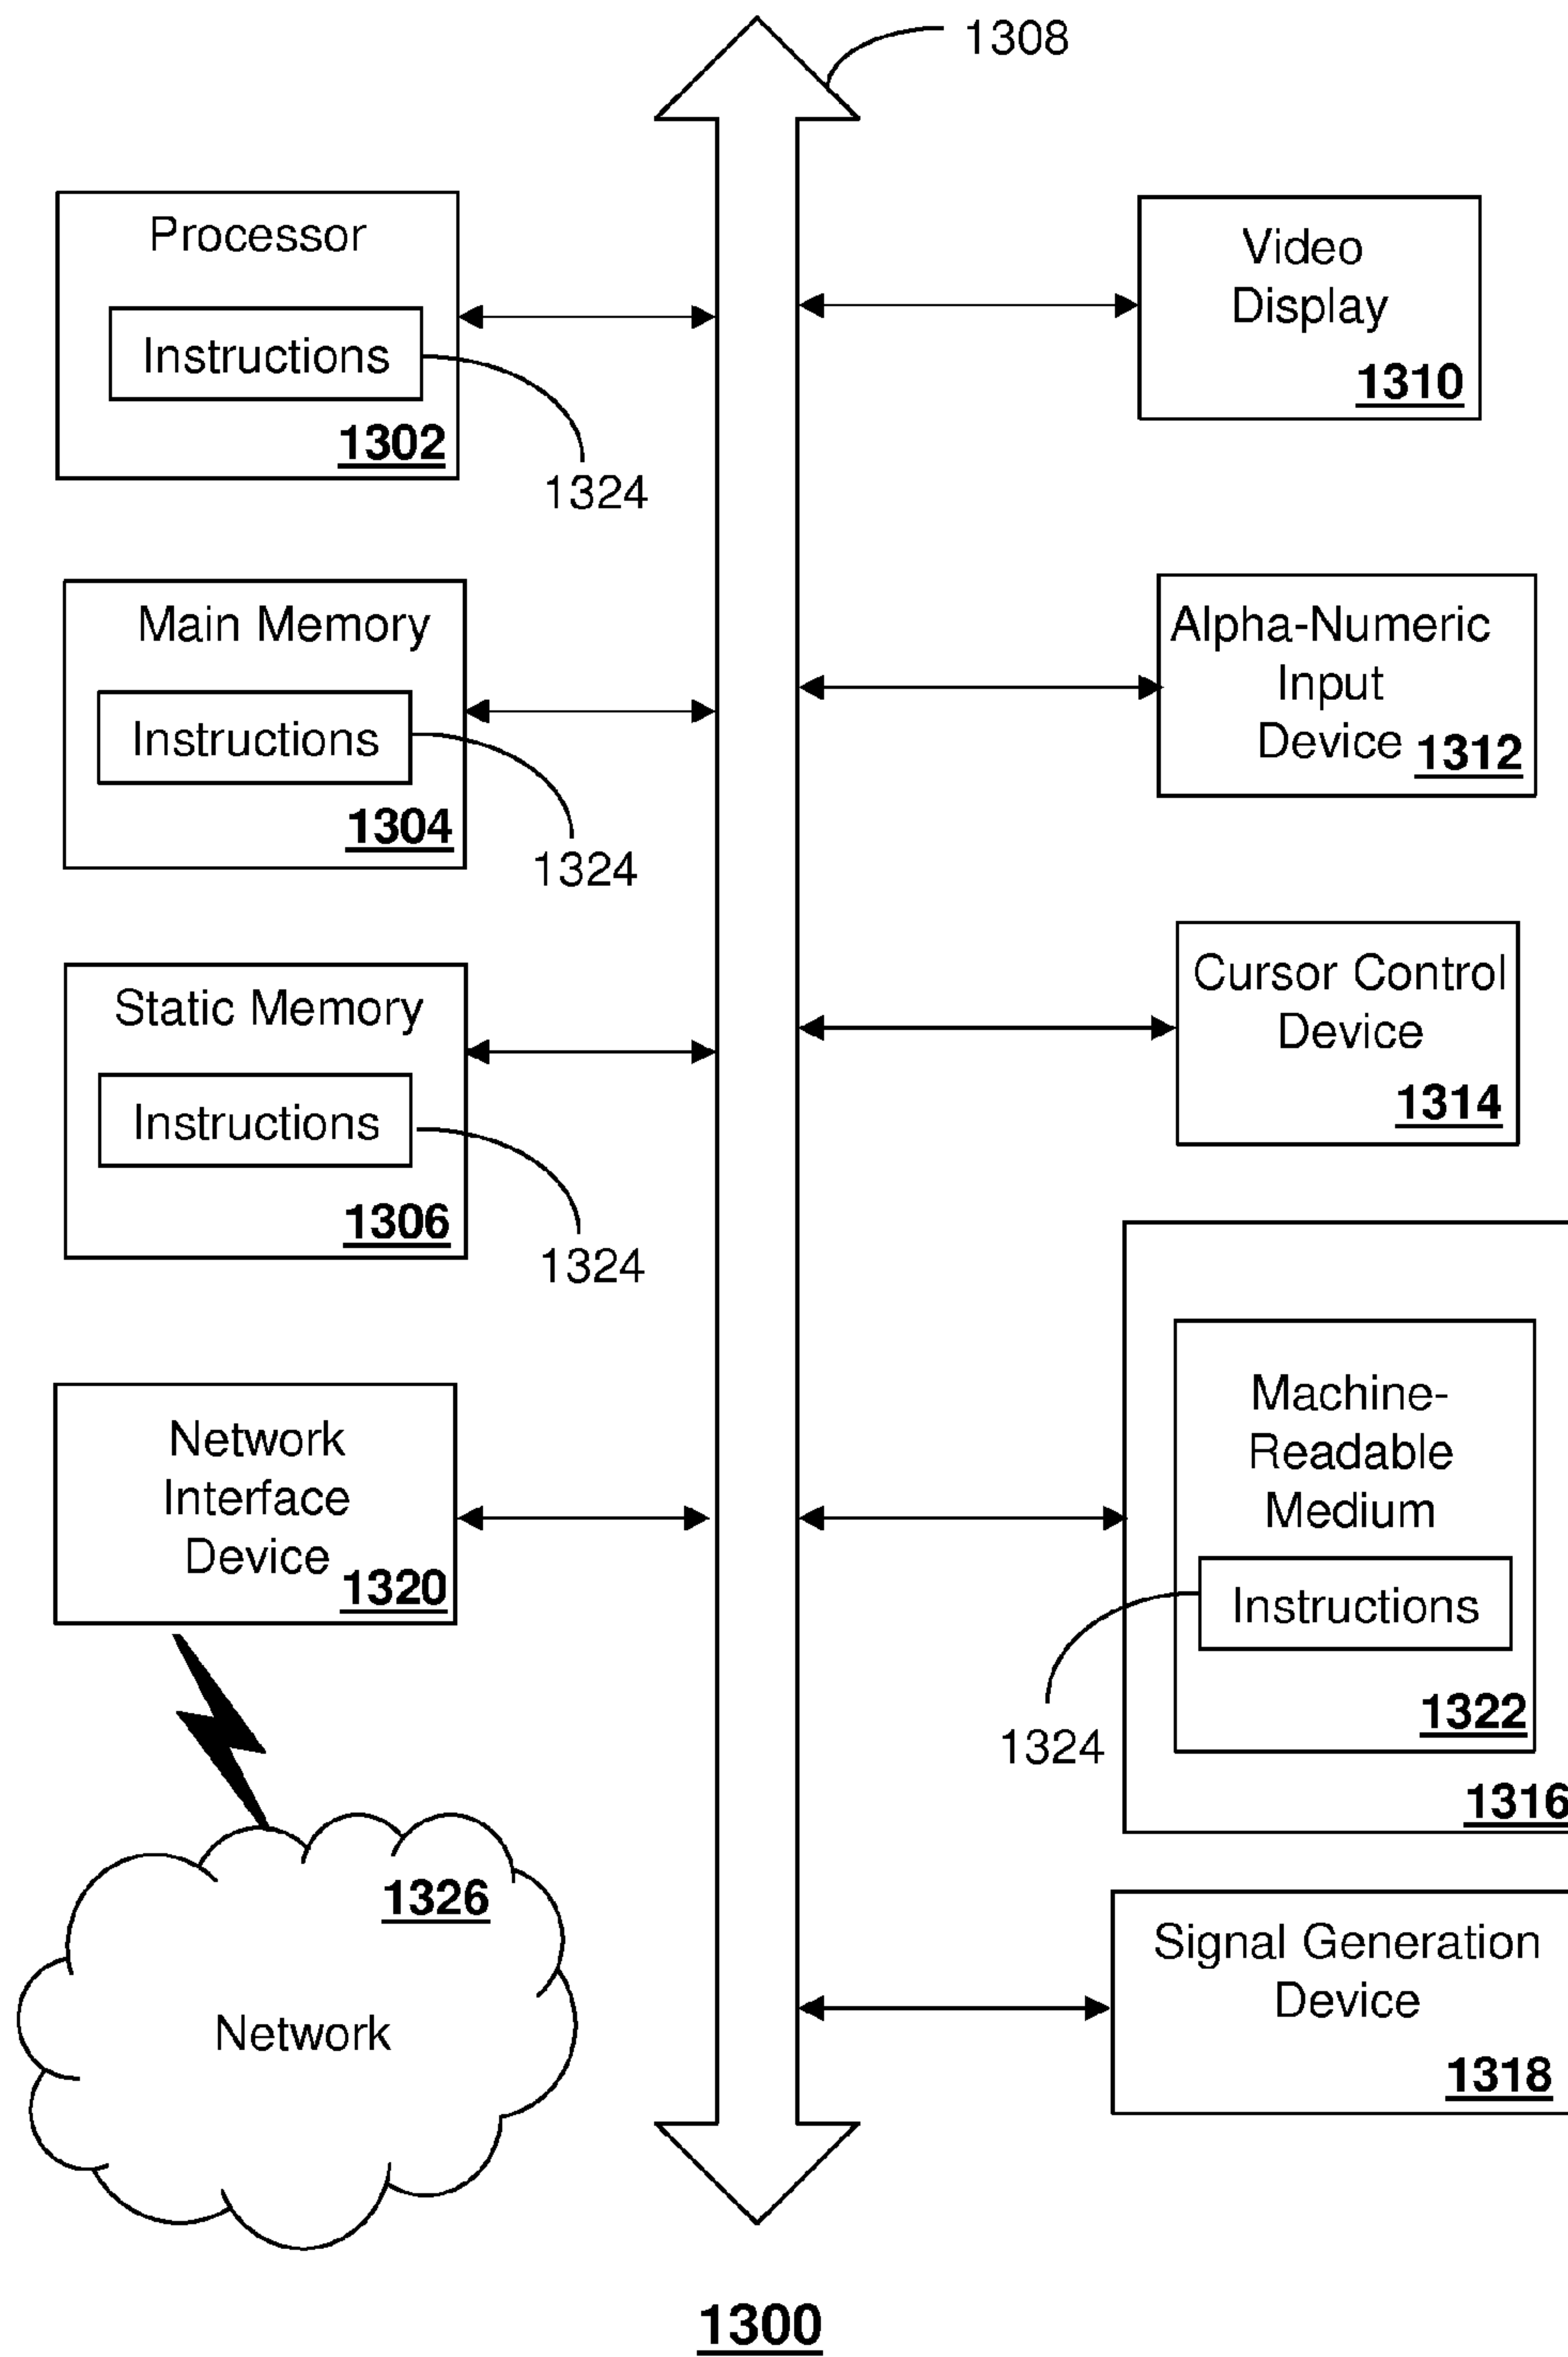 1308
Processor
Instructions
1302
1324
Video
Display
1310
Main Memory
Instructions
1304
1324
Alpha-Numeric
Input
Device 1312
Static Memory
Instructions
1306
1324
Cursor Control
Device
1314
Network
Interface
Device 1320
Machine-
Readable
Medium
Instructions
1322
1324
1316
1326
Network
Signal Generation
Device
1318
1300